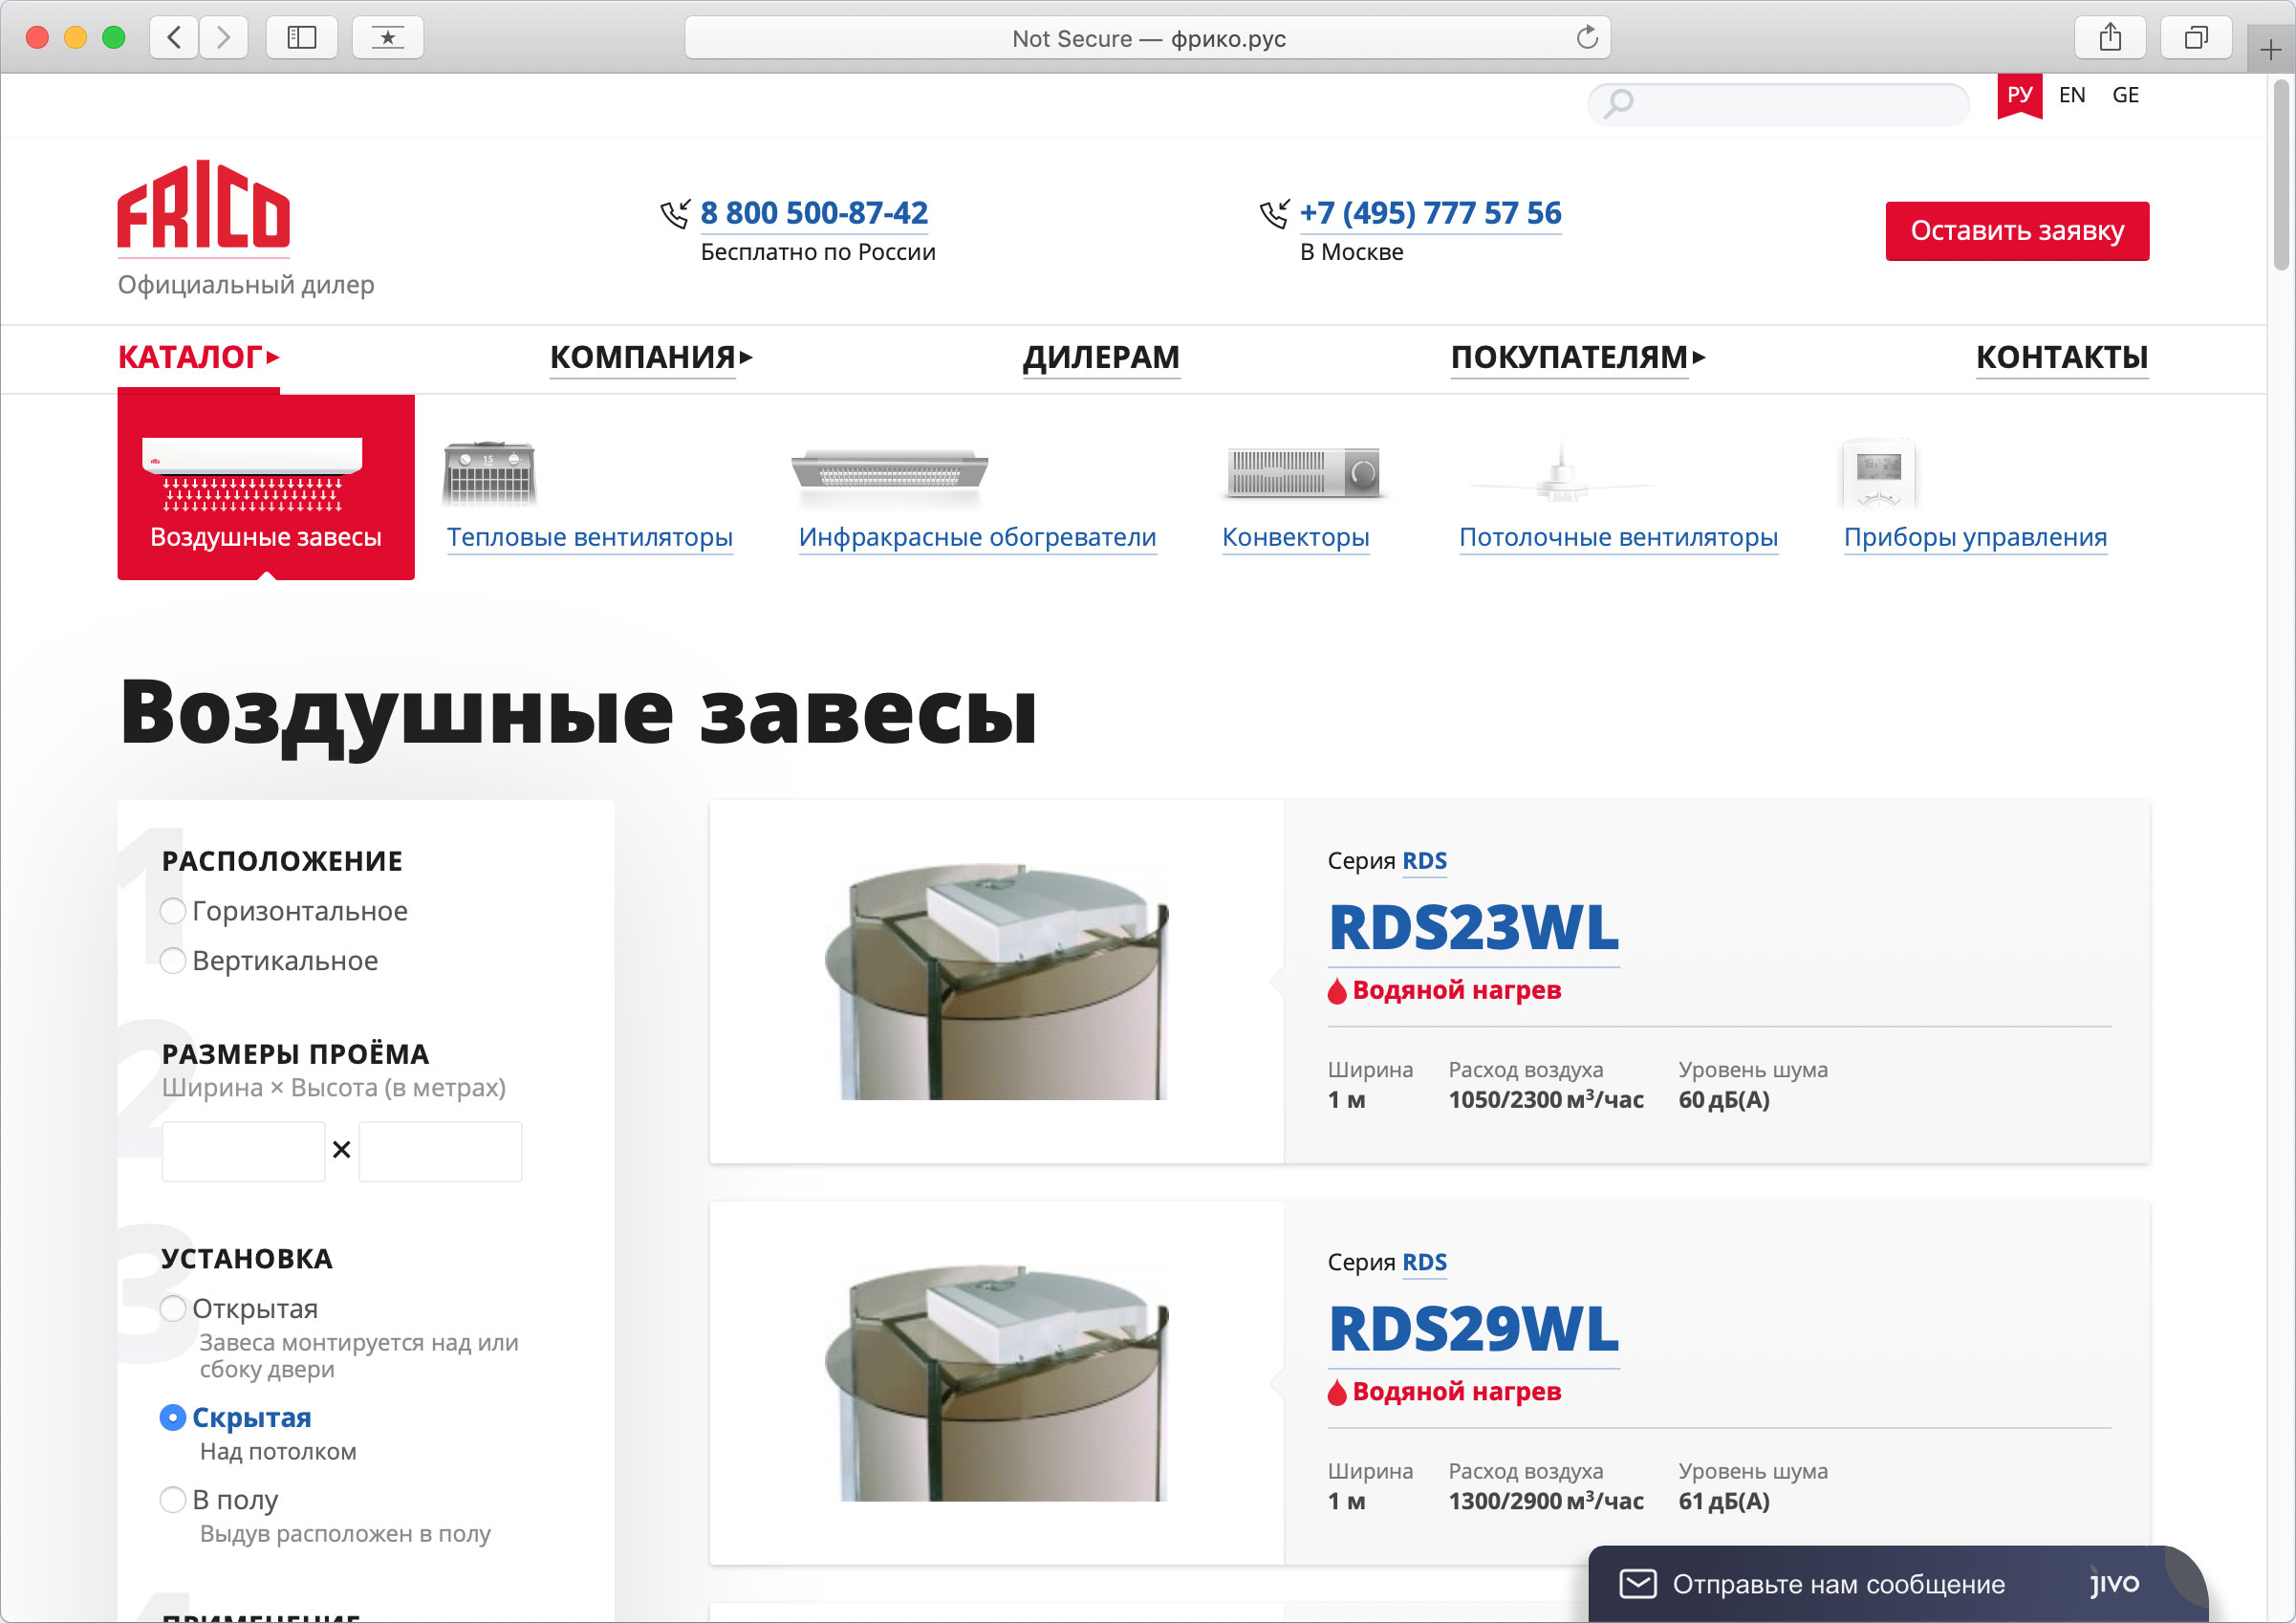 Not Secure — фрико.рус
РУ EN GE
FRICO
Официальный дилер
8 800 500-87-42
Бесплатно по России
+7 (495) 777 57 56
В Москве
Оставить заявку
КАТАЛОГ▸ КОМПАНИЯ▸ ДИЛЕРАМ ПОКУПАТЕЛЯМ▸ КОНТАКТЫ
Воздушные завесы Тепловые вентиляторы Инфракрасные обогреватели Конвекторы Потолочные вентиляторы Приборы управления
Воздушные завесы
1
РАСПОЛОЖЕНИЕ
Горизонтальное
Вертикальное
2
РАЗМЕРЫ ПРОЁМА
Ширина × Высота (в метрах)
×
3
УСТАНОВКА
Открытая
Завеса монтируется над или
сбоку двери
Скрытая
Над потолком
В полу
Выдув расположен в полу
ПРИМЕНЕНИЕ
Серия RDS
RDS23WL
Водяной нагрев
Ширина Расход воздуха Уровень шума
1 м 1050/2300 м³/час 60 дБ(А)
Серия RDS
RDS29WL
Водяной нагрев
Ширина Расход воздуха Уровень шума
1 м 1300/2900 м³/час 61 дБ(А)
Отправьте нам сообщение jivo